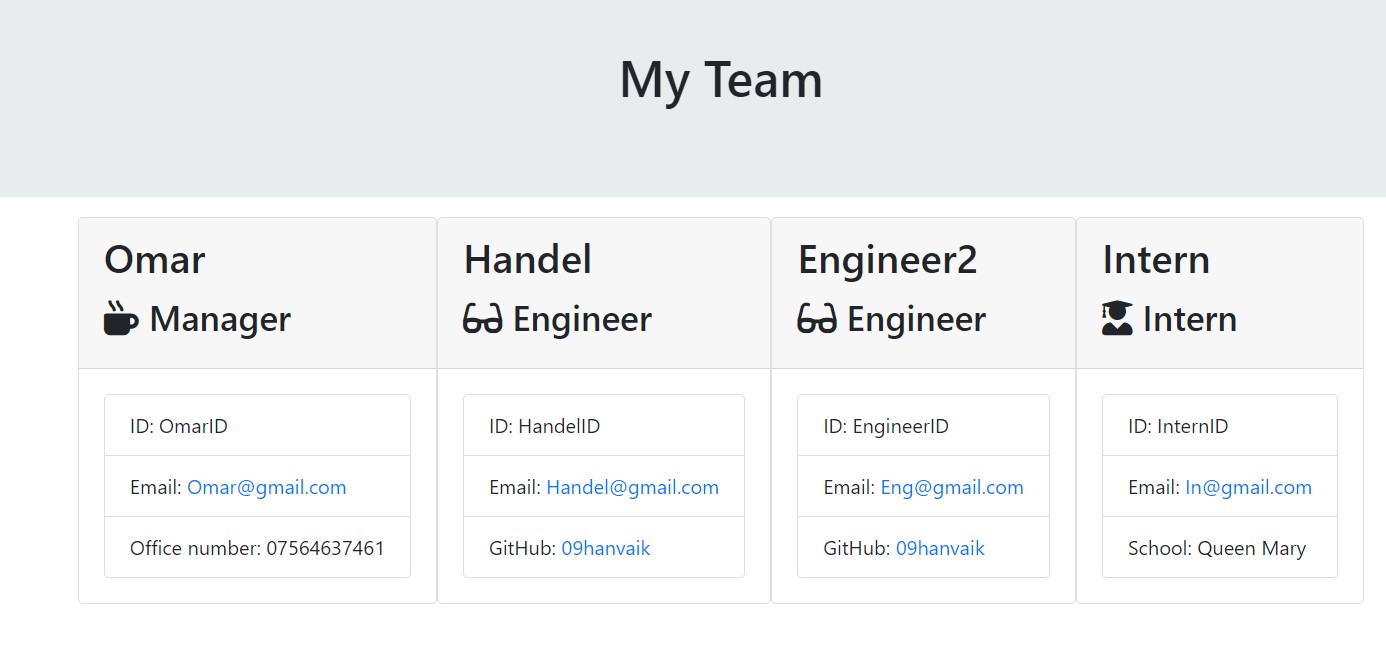 My Team
Omar
Manager
ID: OmarID
Email: Omar@gmail.com
Office number: 07564637461
Handel
Engineer
ID: HandelID
Email: Handel@gmail.com
GitHub: 09hanvaik
Engineer2
Engineer
ID: EngineerID
Email: Eng@gmail.com
GitHub: 09hanvaik
Intern
Intern
ID: InternID
Email: In@gmail.com
School: Queen Mary